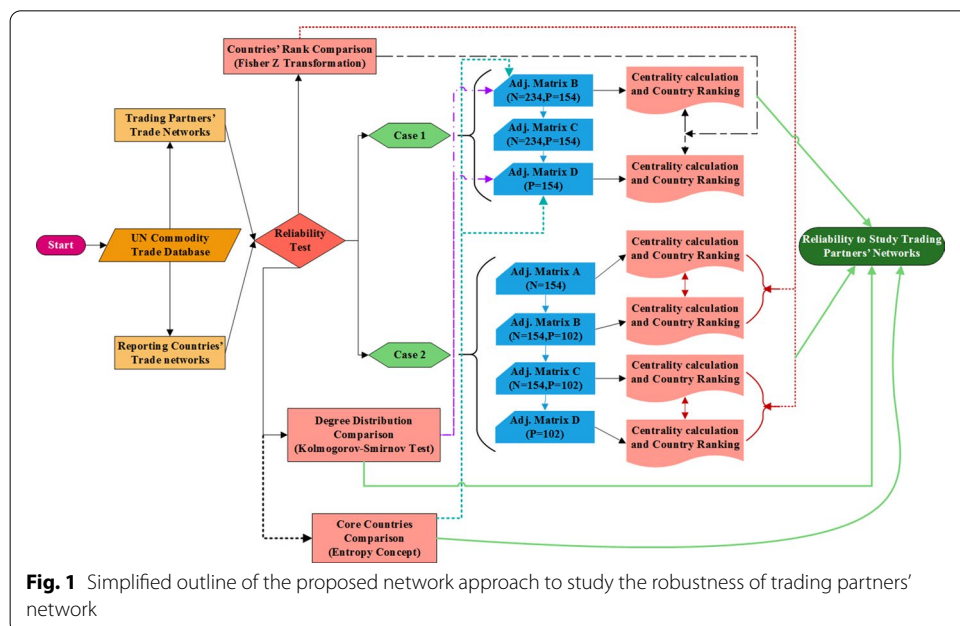 Countries' Rank Comparison
(Fisher Z Transformation)
Trading Partners'
Trade Networks
Start
UN Commodity
Trade Database
Reporting Countries'
Trade networks
Reliability
Test
Case 1
Case 2
Adj. Matrix B
(N=234,P=154)
Adj. Matrix C
(N=234,P=154)
Adj. Matrix D
(P=154)
Centrality calculation
and Country Ranking
Centrality calculation
and Country Ranking
Adj. Matrix A
(N=154)
Adj. Matrix B
(N=154,P=102)
Adj. Matrix C
(N=154,P=102)
Adj. Matrix D
(P=102)
Centrality calculation
and Country Ranking
Centrality calculation
and Country Ranking
Centrality calculation
and Country Ranking
Centrality calculation
and Country Ranking
Reliability to Study Trading
Partners' Networks
Degree Distribution
Comparison
(Kolmogorov-Smirnov Test)
Core Countries
Comparison
(Entropy Concept)
Fig. 1 Simplified outline of the proposed network approach to study the robustness of trading partners'
network